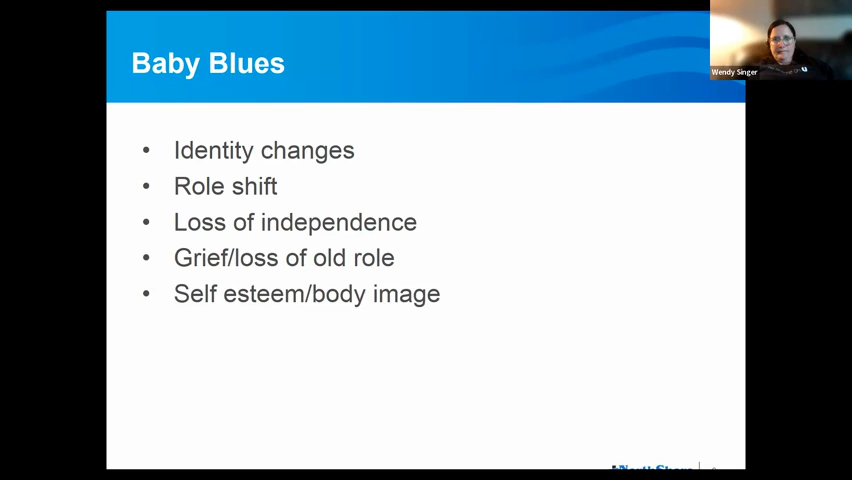 Baby Blues
Wendy Singer
• Identity changes
• Role shift
• Loss of independence
• Grief/loss of old role
• Self esteem/body image
NorthShore